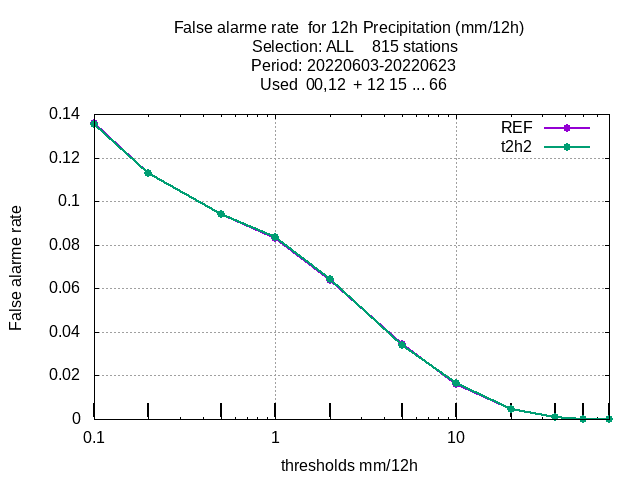 False alarme rate  for 12h Precipitation (mm/12h)
Selection: ALL    815 stations
Period: 20220603-20220623
Used  00,12  + 12 15 ... 66
REF
t2h2
0.14
0.12
0.1
0.08
0.06
0.04
0.02
0
False alarme rate
0.1
1
10
thresholds mm/12h